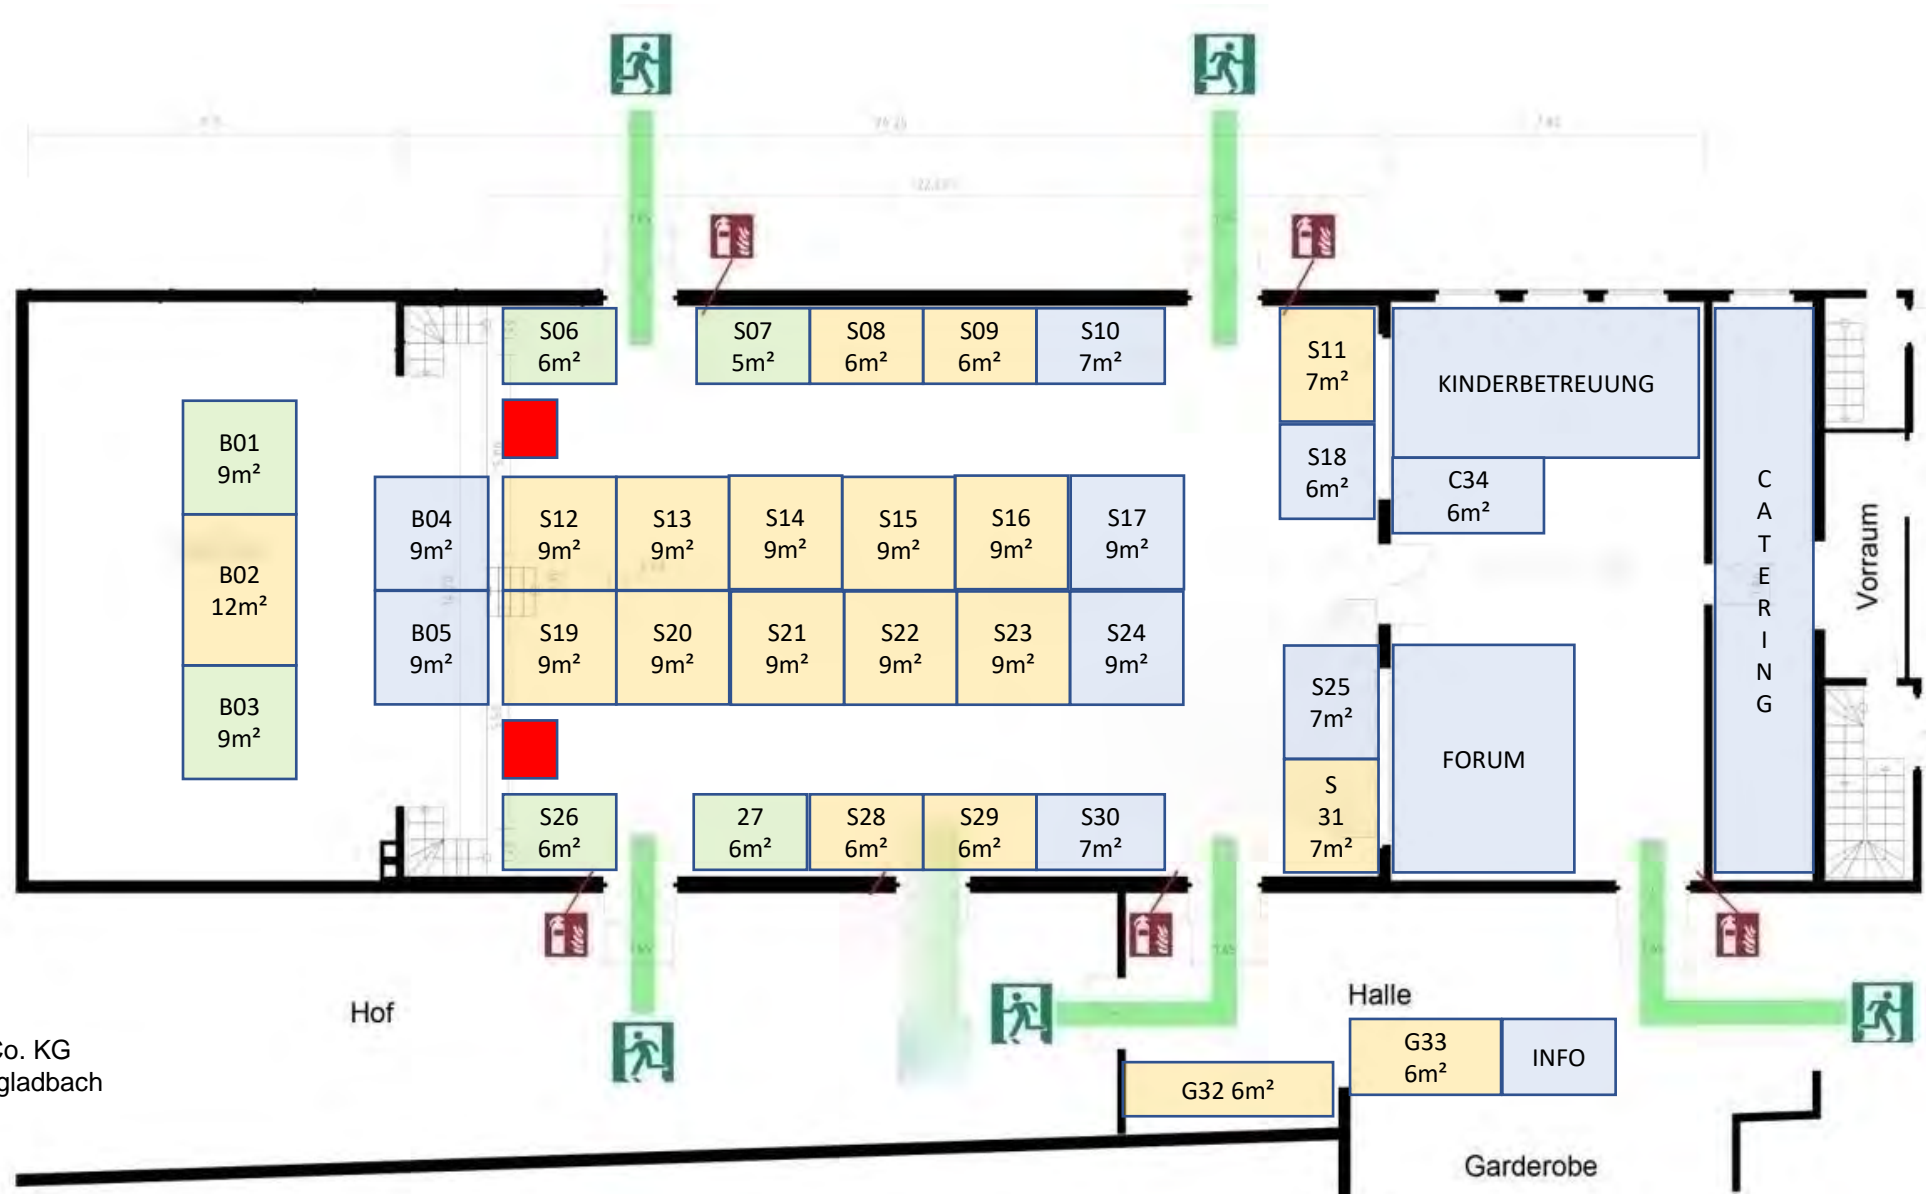 S06
6m²
S07
5m²
S08
6m²
S09
6m²
S10
7m²
S11
7m²
KINDERBETREUUNG
B01
9m²
S18
6m²
C34
6m²
CATERING
B04
9m²
S12
9m²
S13
9m²
S14
9m²
S15
9m²
S16
9m²
S17
9m²
Vorraum
B02
12m²
B05
9m²
S19
9m²
S20
9m²
S21
9m²
S22
9m²
S23
9m²
S24
9m²
S25
7m²
B03
9m²
FORUM
S
31
7m²
S26
6m²
27
6m²
S28
6m²
S29
6m²
S30
7m²
Hof
Halle
Co. KG
gladbach
G33
6m²
INFO
G32 6m²
Garderobe